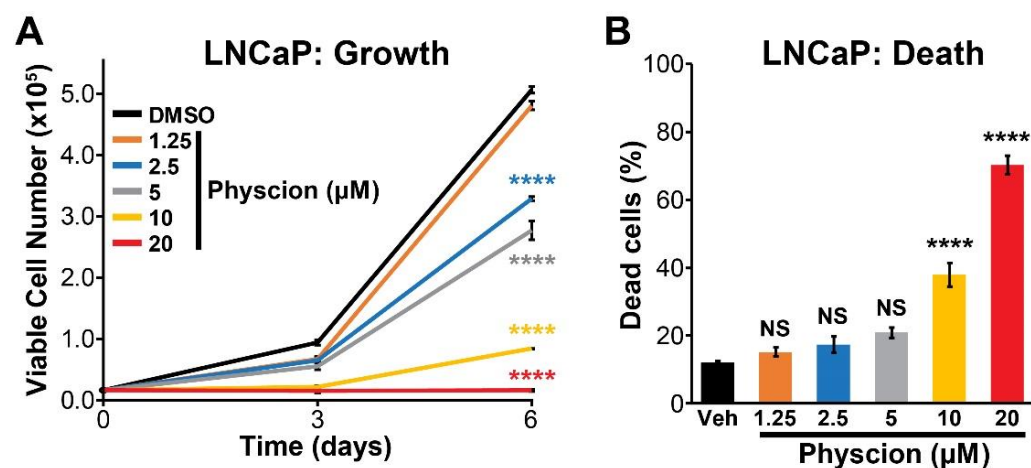 A
LNCaP: Growth
Viable Cell Number (x10⁵)
5.0
4.0
3.0
2.0
1.0
0.0
DMSO
1.25
2.5
5
10
20
Physcion (µM)
****
****
****
****
0
3
6
Time (days)
B
LNCaP: Death
Dead cells (%)
100
80
60
40
20
0
NS
NS
NS
****
****
Veh
1.25
2.5
5
10
20
Physcion (µM)